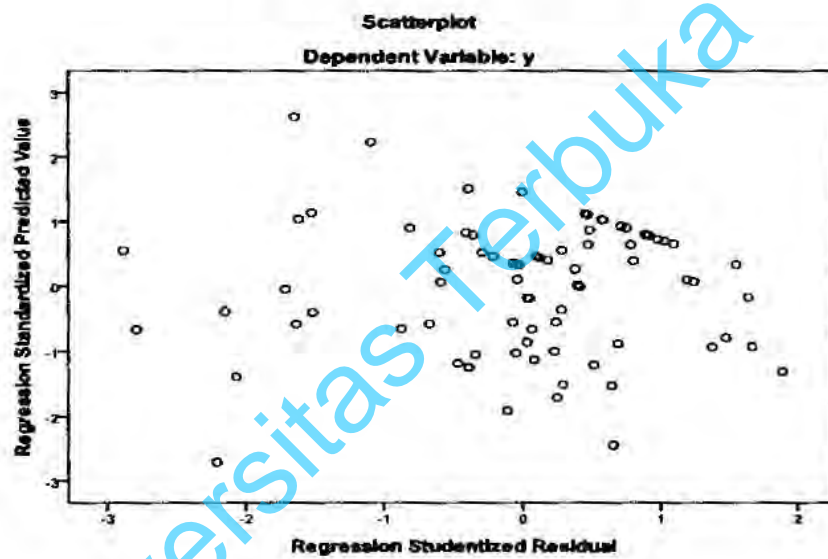 Scatterplot
Dependent Variable: y
Regression Standardized Predicted Value
3
2
1
0
-1
-2
-3
-3
-2
-1
0
1
2
Regression Studentized Residual
ersitas Terbuka